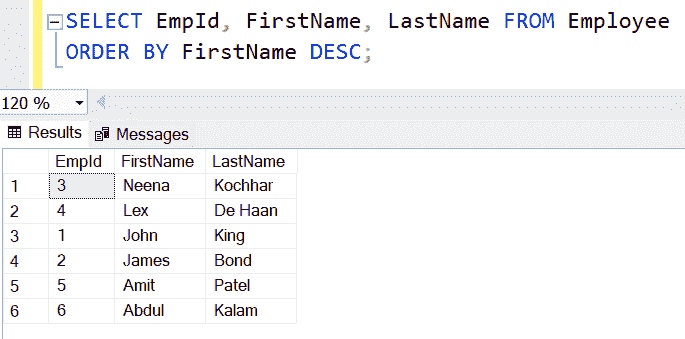 SELECT EmpId, FirstName, LastName FROM Employee
ORDER BY FirstName DESC;
120 %
Results Messages
EmpId FirstName LastName
1 3 Neena Kochhar
2 4 Lex De Haan
3 1 John King
4 2 James Bond
5 5 Amit Patel
6 6 Abdul Kalam